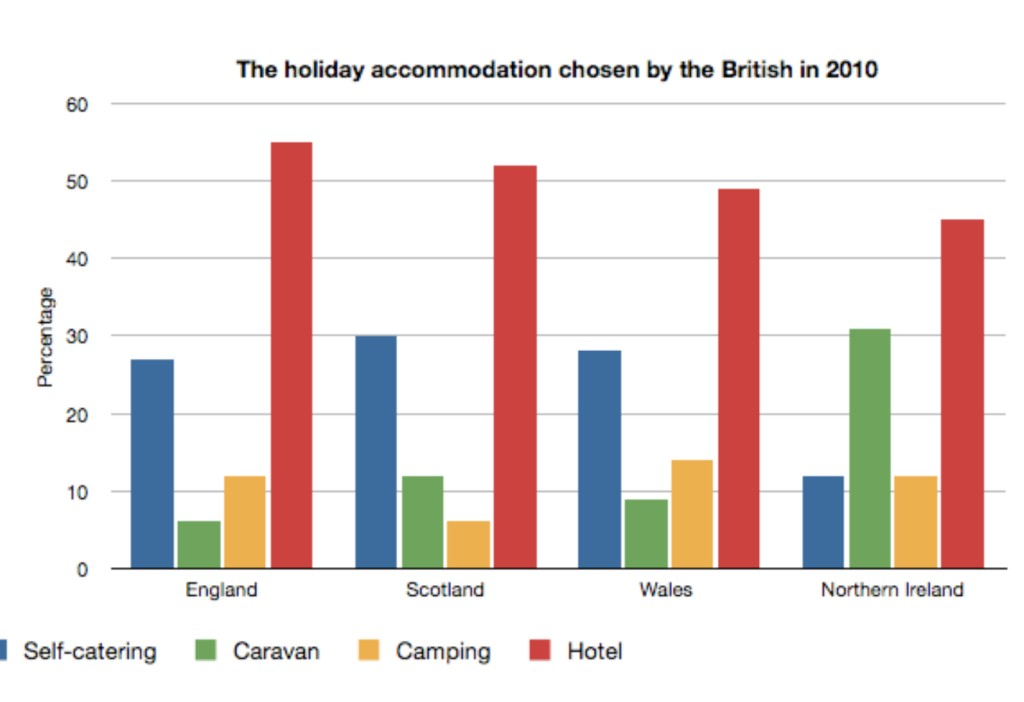 The holiday accommodation chosen by the British in 2010
60
50
40
30
20
10
0
Percentage
England Scotland Wales Northern Ireland
Self-catering Caravan Camping Hotel